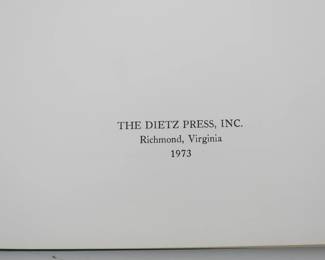 THE DIETZ PRESS, INC.
Richmond, Virginia
1973